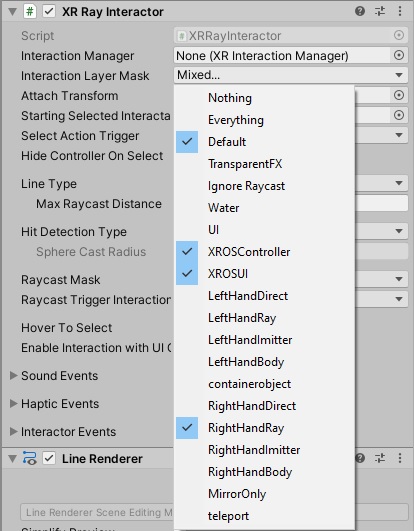 XR Ray Interactor
Script
XRRayInteractor
Interaction Manager
None (XR Interaction Manager)
Interaction Layer Mask
Mixed...
Attach Transform
Starting Selected Interacta
Select Action Trigger
Hide Controller On Select
Line Type
Max Raycast Distance
Hit Detection Type
Sphere Cast Radius
Raycast Mask
Raycast Trigger Interaction
Hover To Select
Enable Interaction with UI G
Sound Events
Haptic Events
Interactor Events
Nothing
Everything
Default
TransparentFX
Ignore Raycast
Water
UI
XROSController
XROSUI
LeftHandDirect
LeftHandRay
LeftHandImitter
LeftHandBody
containerobject
RightHandDirect
RightHandRay
RightHandImitter
RightHandBody
MirrorOnly
teleport
Line Renderer
Line Renderer Scene Editing M
Simplify Preview